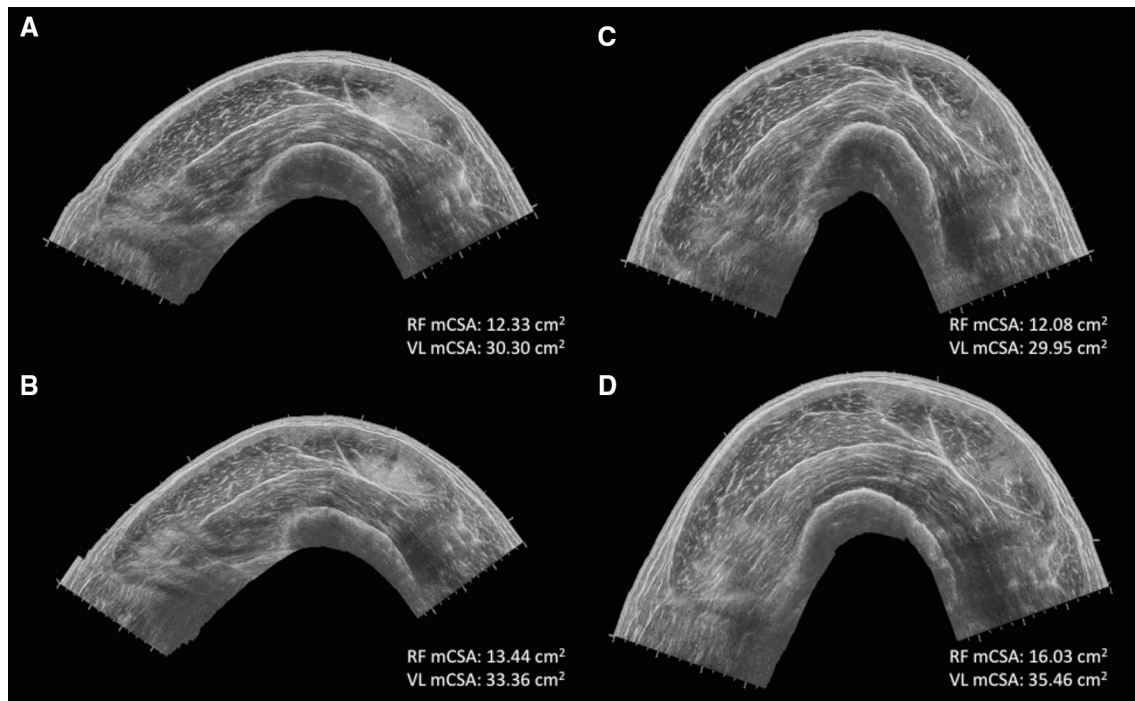 A
RF mCSA: 12.33 cm²
VL mCSA: 30.30 cm²
B
RF mCSA: 13.44 cm²
VL mCSA: 33.36 cm²
C
RF mCSA: 12.08 cm²
VL mCSA: 29.95 cm²
D
RF mCSA: 16.03 cm²
VL mCSA: 35.46 cm²